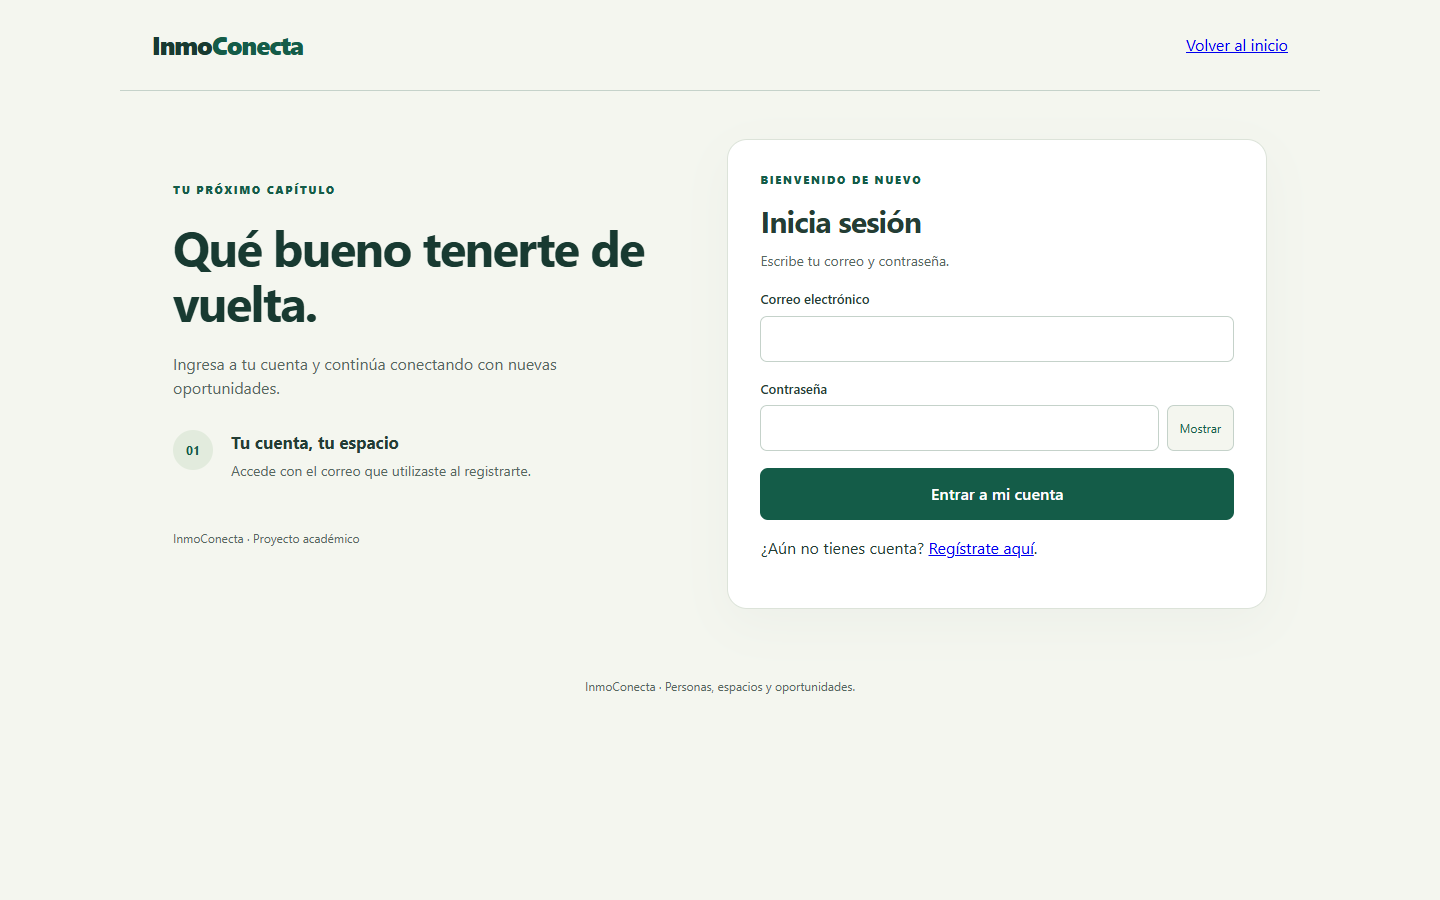 InmoConecta
Volver al inicio
TU PRÓXIMO CAPÍTULO
Qué bueno tenerte de
vuelta.
Ingresa a tu cuenta y continúa conectando con nuevas
oportunidades.
01
Tu cuenta, tu espacio
Accede con el correo que utilizaste al registrarte.
InmoConecta · Proyecto académico
BIENVENIDO DE NUEVO
Inicia sesión
Escribe tu correo y contraseña.
Correo electrónico
Contraseña
Mostrar
Entrar a mi cuenta
¿Aún no tienes cuenta? Regístrate aquí.
InmoConecta · Personas, espacios y oportunidades.